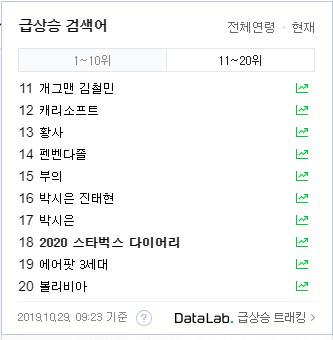 급상승 검색어
전체연령 · 현재
1~10위
11~20위
11 개그맨 김철민
12 캐리소프트
13 황사
14 펜벤다졸
15 부의
16 박시은 진태현
17 박시은
18 2020 스타벅스 다이어리
19 에어팟 3세대
20 볼리비아
2019.10.29. 09:23 기준 ?
DataLab. 급상승 트래킹 >